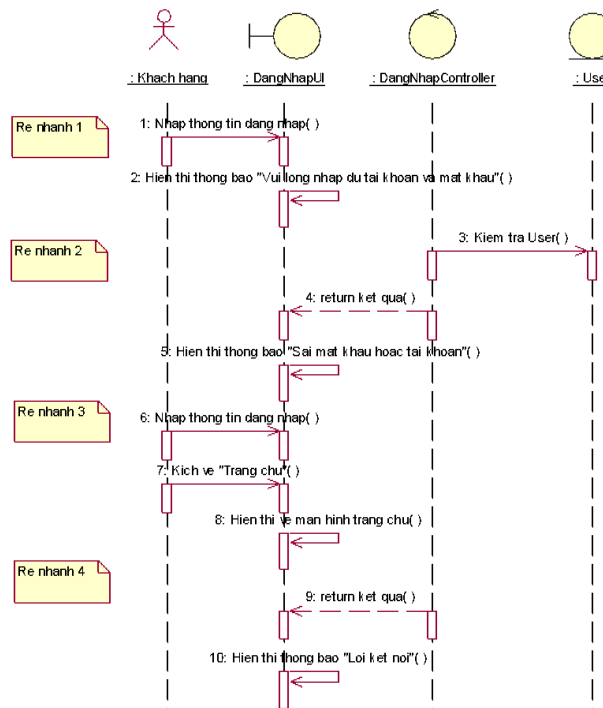 : Khach hang
: DangNhapUI
: DangNhapController
: Use
Re nhanh 1
1: Nhap thong tin dang nhap( )
2: Hien thi thong bao "Vui long nhap du tai khoan va mat khau"( )
Re nhanh 2
3: Kiem tra User( )
4: return ket qua( )
5: Hien thi thong bao "Sai mat khau hoac tai khoan"( )
Re nhanh 3
6: Nhap thong tin dang nhap( )
7: Kich ve "Trang chu"( )
8: Hien thi ve man hinh trang chu( )
Re nhanh 4
9: return ket qua( )
10: Hien thi thong bao "Loi ket noi"( )